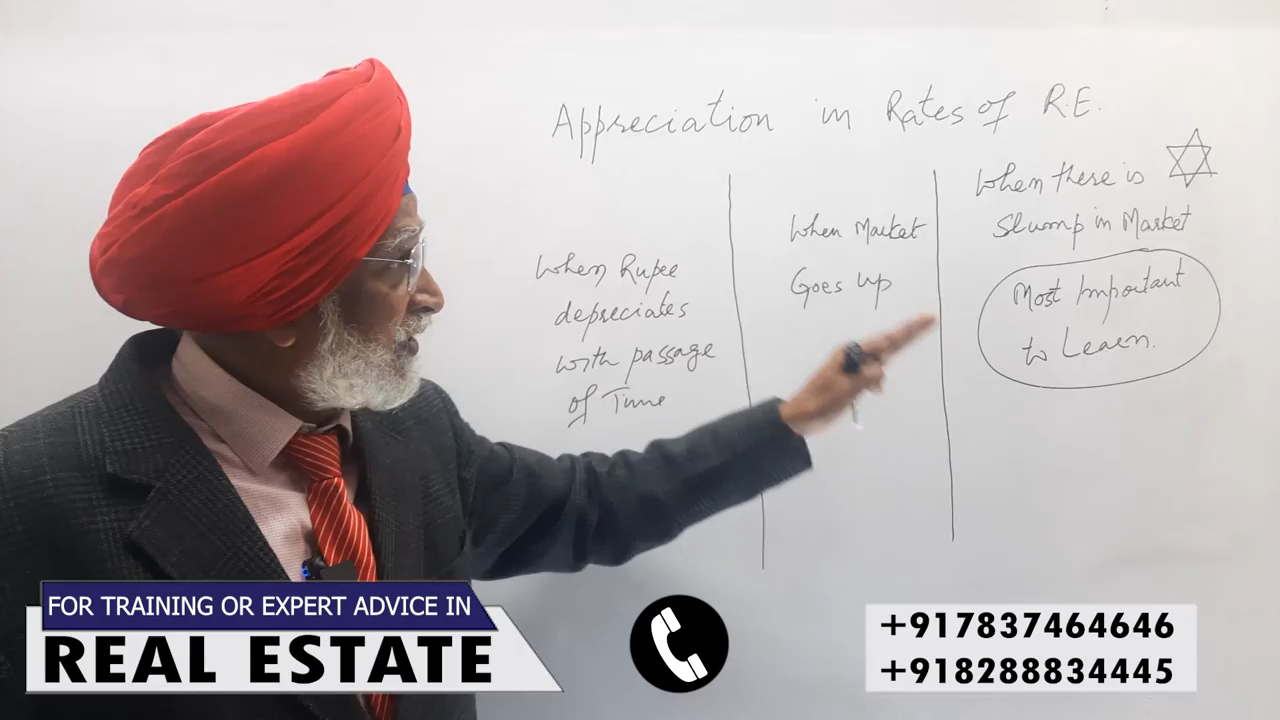 Appreciation in Rates of R.E.
When Rupee
depreciates
with passage
of Time
When Market
Goes Up
When there is
Slump in Market
Most Important
to Learn.
FOR TRAINING OR EXPERT ADVICE IN
REAL ESTATE
+917837464646
+918288834445